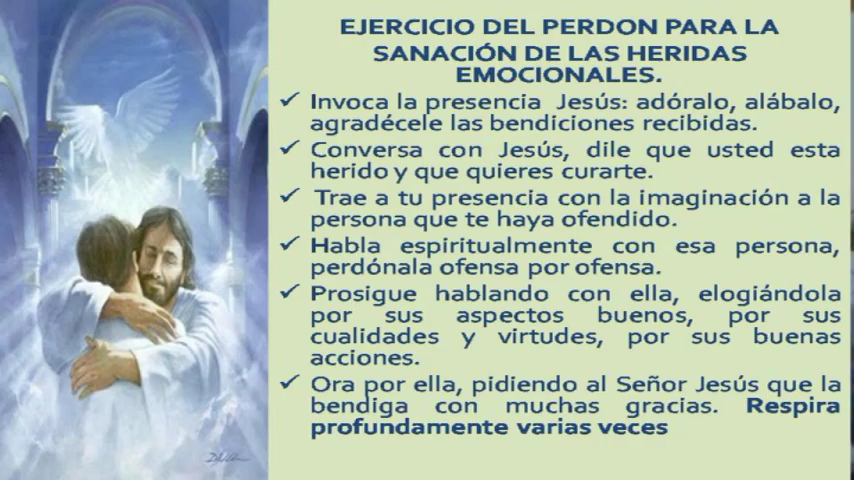 EJERCICIO DEL PERDON PARA LA
SANACIÓN DE LAS HERIDAS
EMOCIONALES.
✓ Invoca la presencia Jesús: adóralo, alábalo,
agradécele las bendiciones recibidas.
✓ Conversa con Jesús, dile que usted esta
herido y que quieres curarte.
✓ Trae a tu presencia con la imaginación a la
persona que te haya ofendido.
✓ Habla espiritualmente con esa persona,
perdónala ofensa por ofensa.
✓ Prosigue hablando con ella, elogiándola
por sus aspectos buenos, por sus
cualidades y virtudes, por sus buenas
acciones.
✓ Ora por ella, pidiendo al Señor Jesús que la
bendiga con muchas gracias. Respira
profundamente varias veces